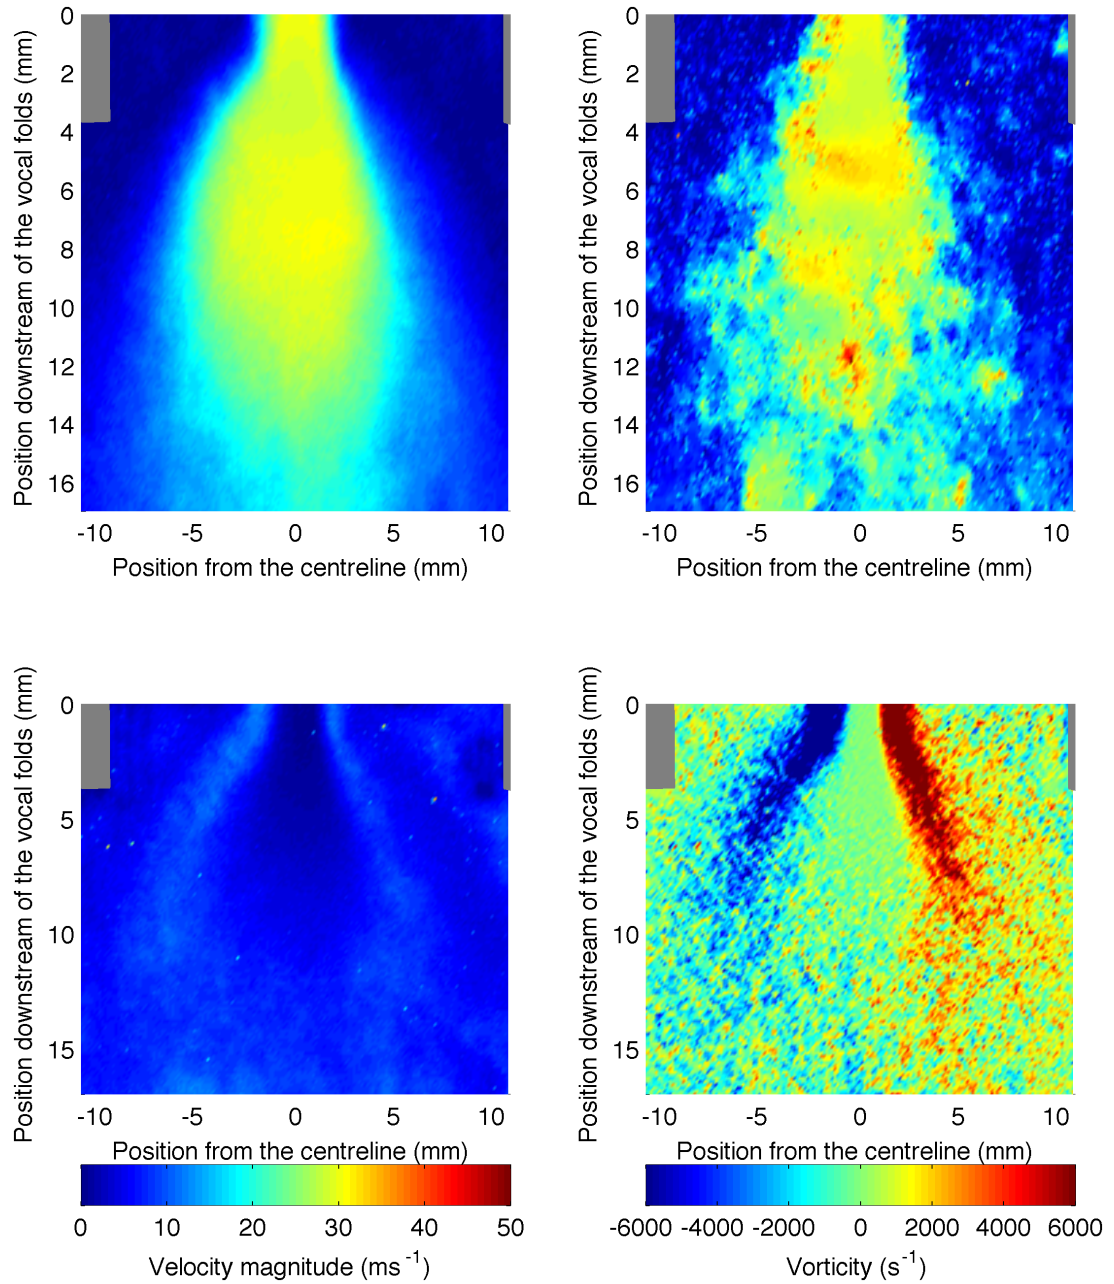 0
2
4
6
8
10
12
14
16
Position downstream of the vocal folds (mm)
-10 -5 0 5 10
Position from the centreline (mm)
0
2
4
6
8
10
12
14
16
Position downstream of the vocal folds (mm)
-10 -5 0 5 10
Position from the centreline (mm)
0
5
10
15
Position downstream of the vocal folds (mm)
-10 -5 0 5 10
Position from the centreline (mm)
0 10 20 30 40 50
Velocity magnitude (ms⁻¹)
0
5
10
15
Position downstream of the vocal folds (mm)
-10 -5 0 5 10
Position from the centreline (mm)
-6000 -4000 -2000 0 2000 4000 6000
Vorticity (s⁻¹)